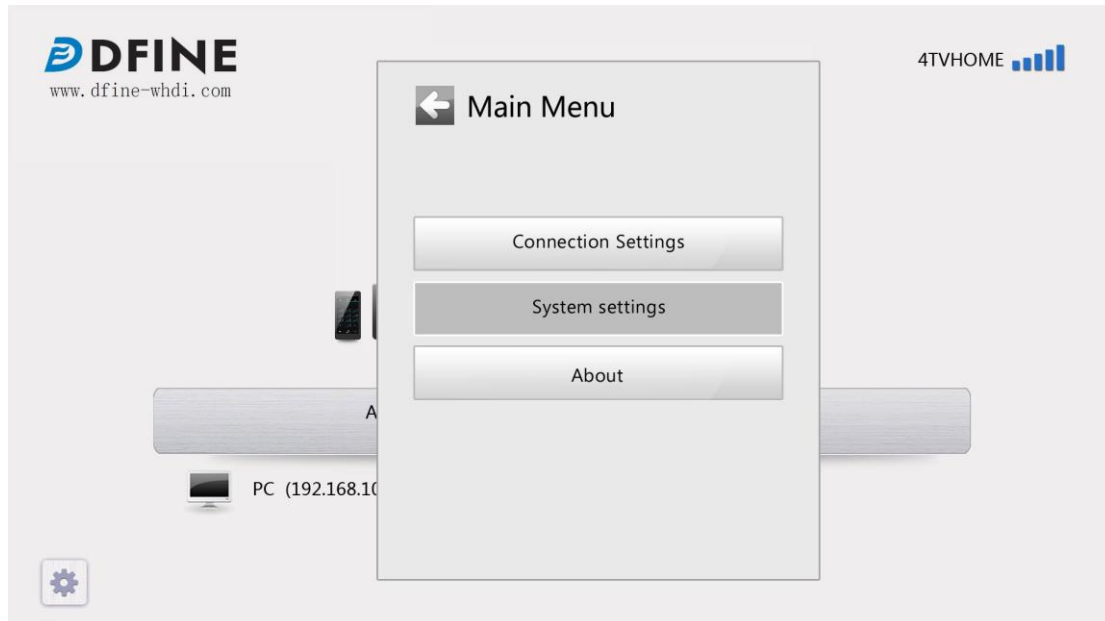 DFINE
www.dfine-whdi.com
4TVHOME
Main Menu
Connection Settings
System settings
About
A
PC (192.168.10